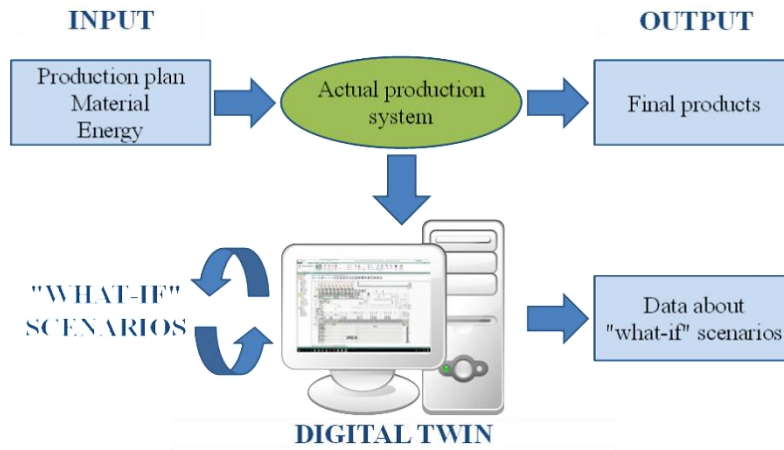 INPUT
OUTPUT
Production plan
Material
Energy
Actual production
system
Final products
"WHAT-IF"
SCENARIOS
Data about
"what-if" scenarios
DIGITAL TWIN